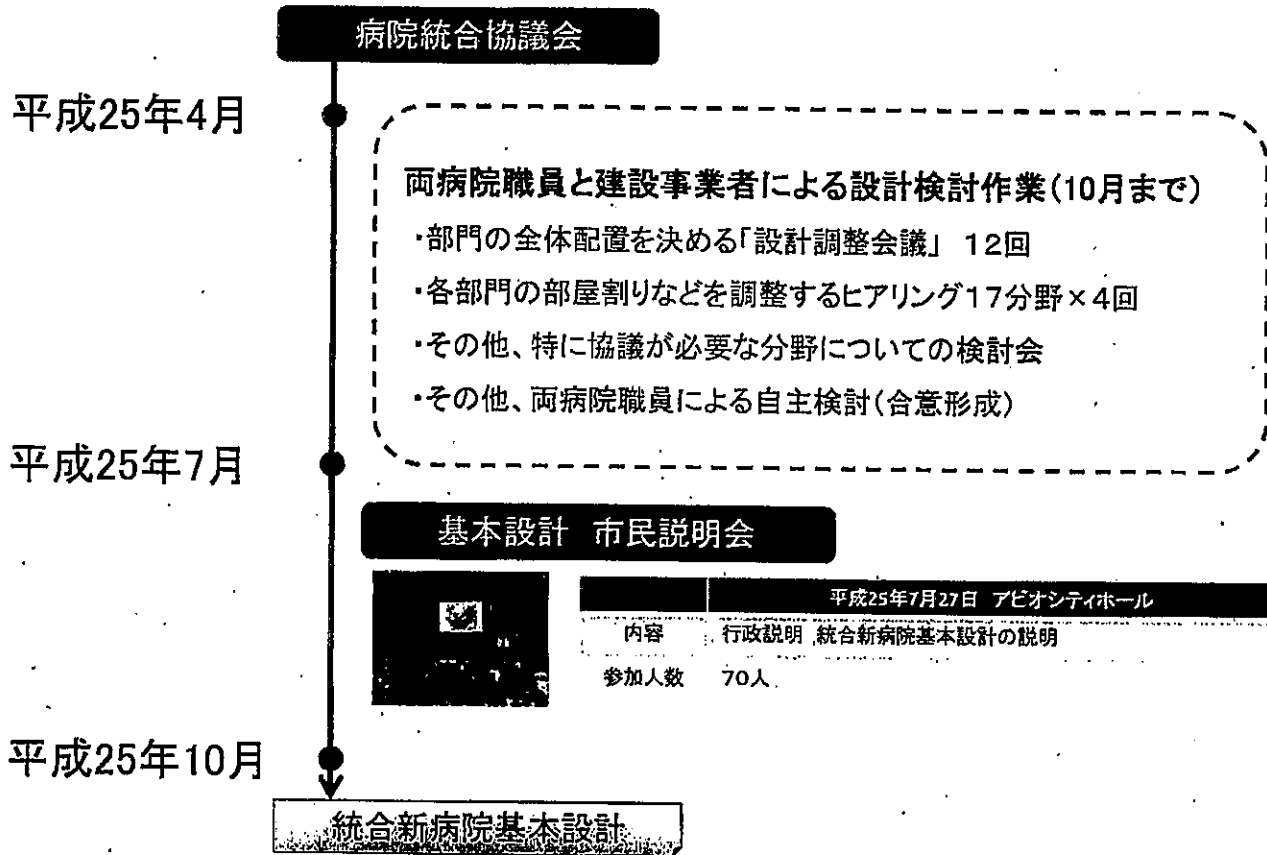 病院統合協議会
平成25年4月
両病院職員と建設事業者による設計検討作業(10月まで)
・部門の全体配置を決める「設計調整会議」 12回
・各部門の部屋割りなどを調整するヒアリング17分野×4回
・その他、特に協議が必要な分野についての検討会
・その他、両病院職員による自主検討(合意形成)
平成25年7月
基本設計 市民説明会
平成25年7月27日 アピオシティホール
内容 行政説明 統合新病院基本設計の説明
参加人数 70人
平成25年10月
統合新病院基本設計